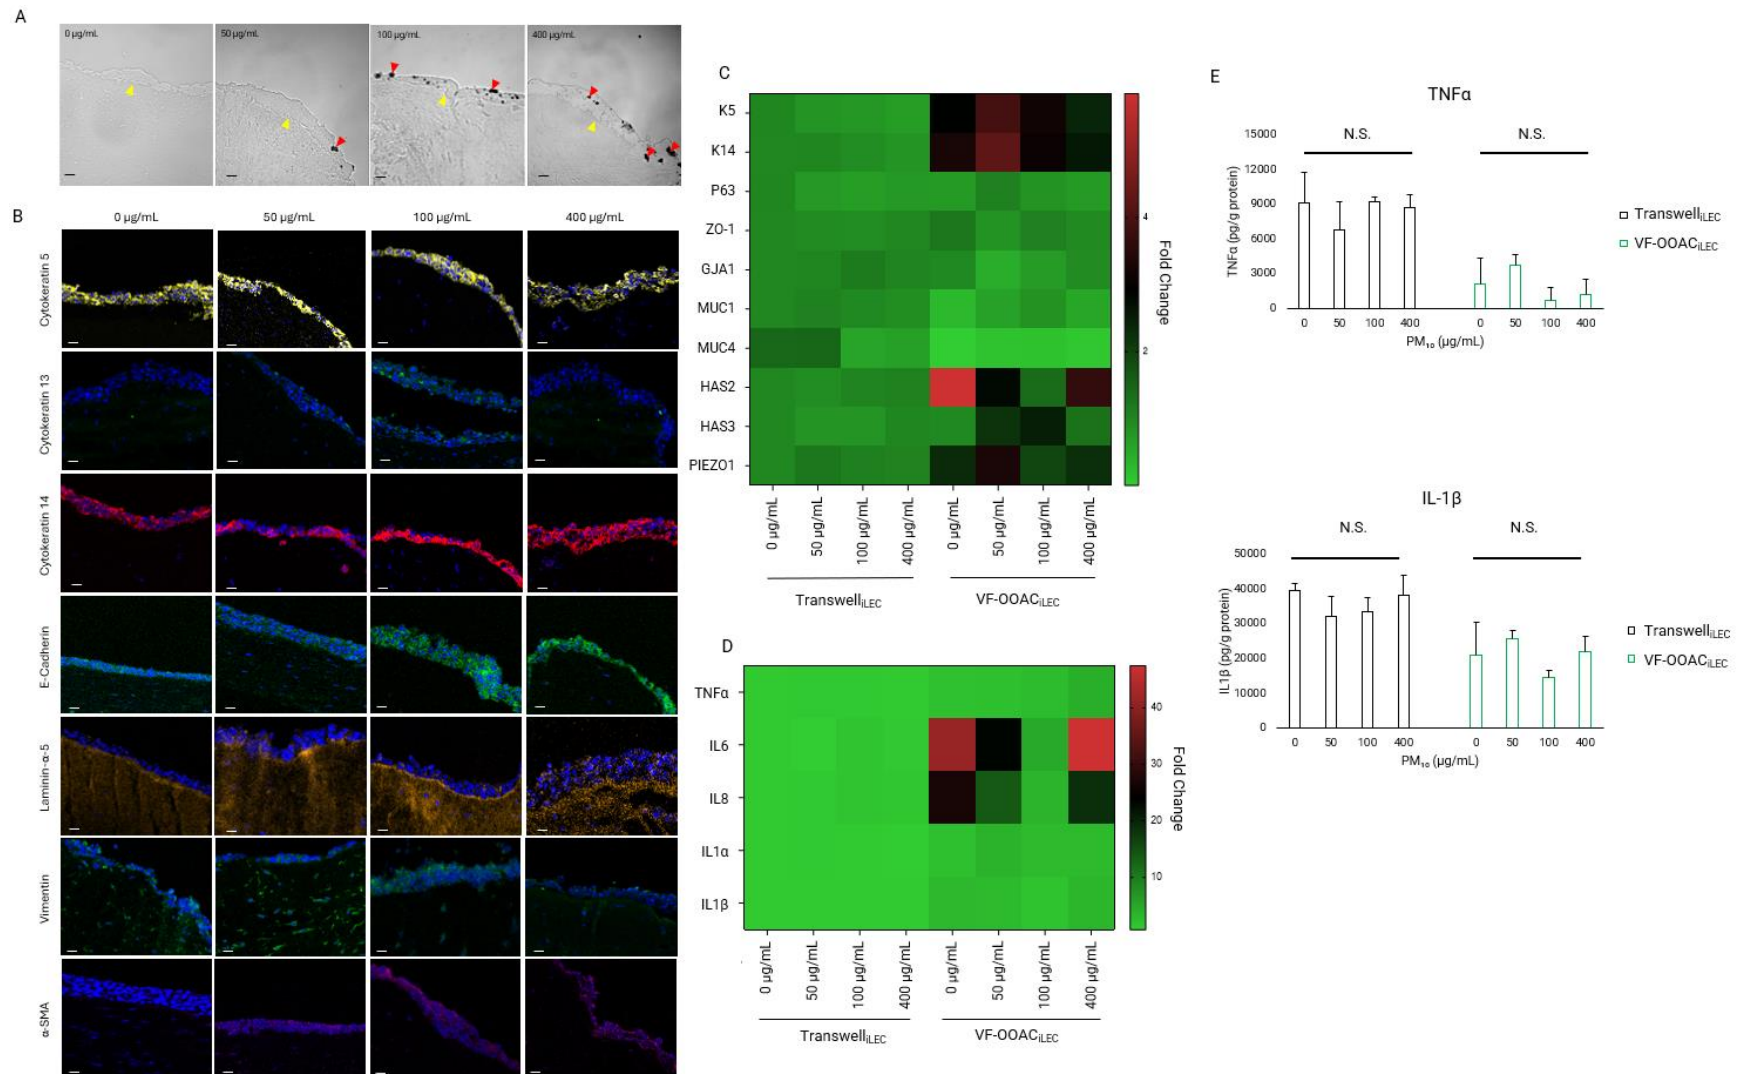 A
0 µg/mL
50 µg/mL
100 µg/mL
400 µg/mL
B
0 µg/mL
50 µg/mL
100 µg/mL
400 µg/mL
Cytokeratin 5
Cytokeratin 13
Cytokeratin 14
E-Cadherin
Laminin-α-5
Vimentin
α-SMA
C
K5
K14
P63
ZO-1
GJA1
MUC1
MUC4
HAS2
HAS3
PIEZO1
0 µg/mL
50 µg/mL
100 µg/mL
400 µg/mL
0 µg/mL
50 µg/mL
100 µg/mL
400 µg/mL
TranswelliLEC
VF-OOACiLEC
4
2
Fold Change
D
TNFα
IL6
IL8
IL1α
IL1β
0 µg/mL
50 µg/mL
100 µg/mL
400 µg/mL
0 µg/mL
50 µg/mL
100 µg/mL
400 µg/mL
TranswelliLEC
VF-OOACiLEC
40
30
20
10
Fold Change
E
TNFα
N.S.
N.S.
15000
12000
9000
6000
3000
0
TNFα (pg/g protein)
0 50 100 400 0 50 100 400
PM₁₀ (µg/mL)
TranswelliLEC
VF-OOACiLEC
IL-1β
N.S.
N.S.
50000
40000
30000
20000
10000
0
IL1β (pg/g protein)
0 50 100 400 0 50 100 400
PM₁₀ (µg/mL)
TranswelliLEC
VF-OOACiLEC